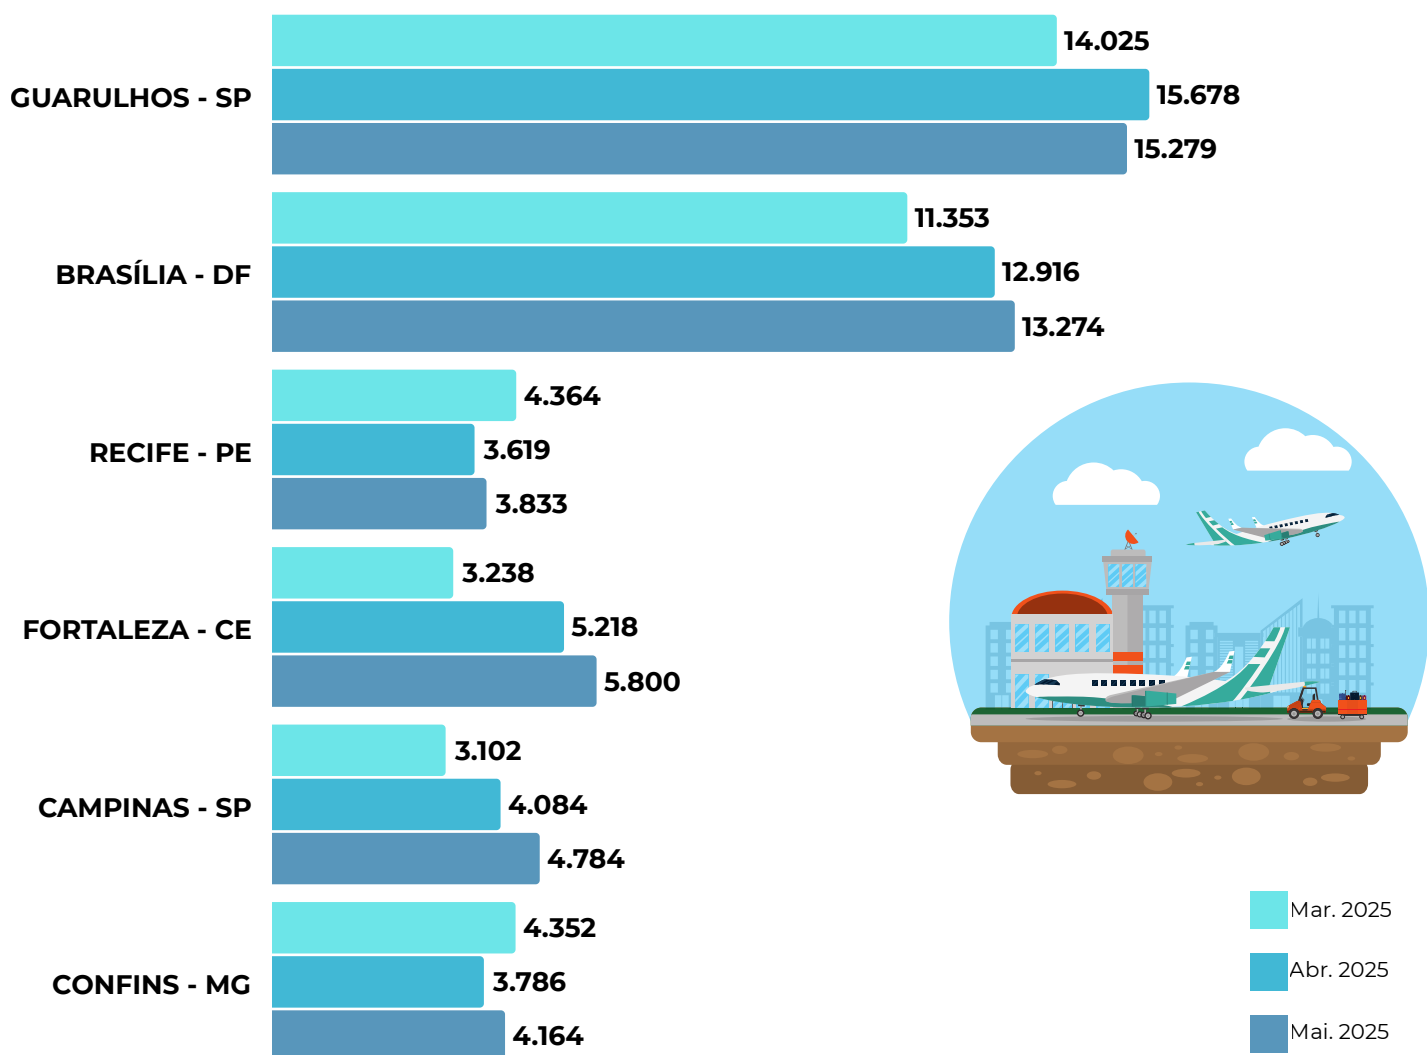 14.025
GUARULHOS - SP
15.678
15.279
11.353
BRASÍLIA - DF
12.916
13.274
4.364
RECIFE - PE
3.619
3.833
3.238
FORTALEZA - CE
5.218
5.800
3.102
CAMPINAS - SP
4.084
4.784
4.352
CONFINS - MG
3.786
4.164
Mar. 2025
Abr. 2025
Mai. 2025